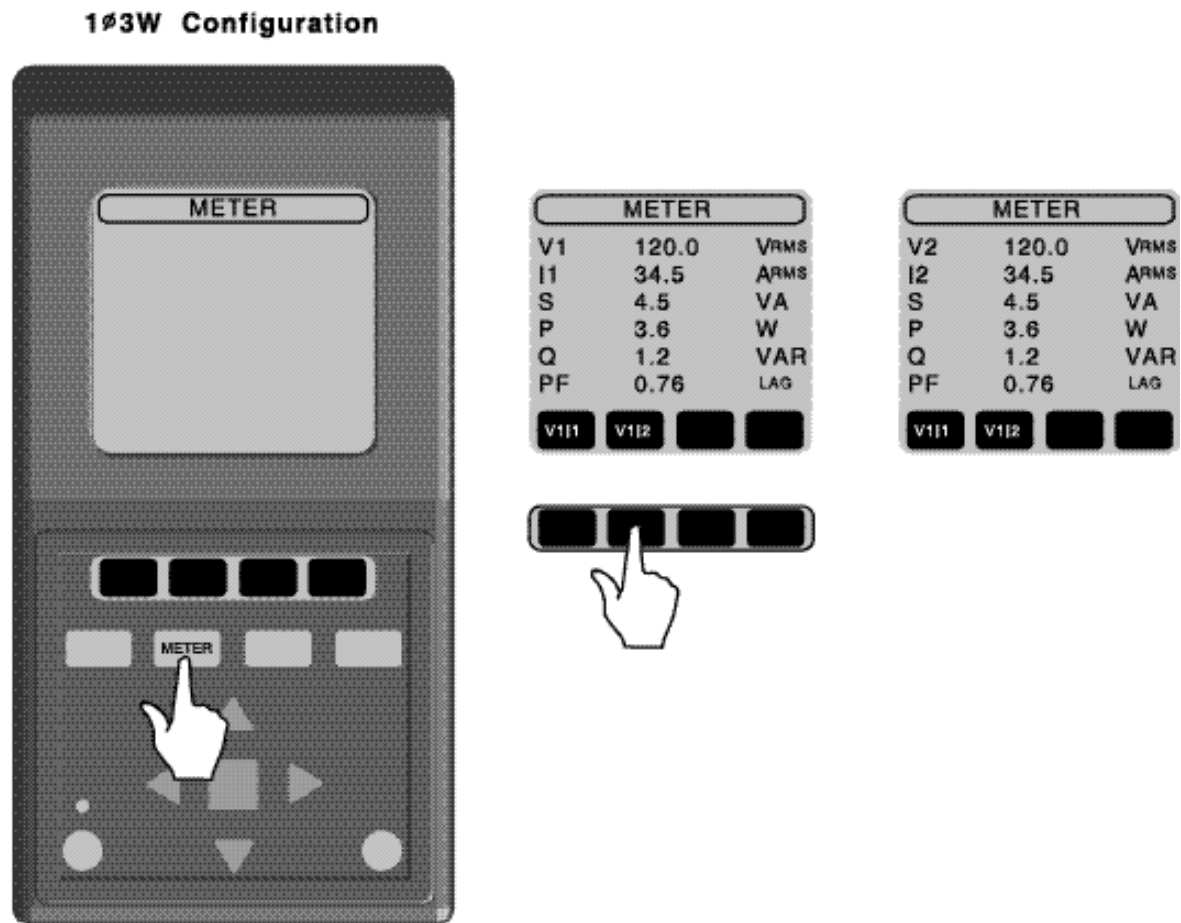 1ø3W Configuration
METER
METER
METER
V1 120.0 VRMS
I1 34.5 ARMS
S 4.5 VA
P 3.6 W
Q 1.2 VAR
PF 0.76 LAG
V1I1 V1I2
METER
V2 120.0 VRMS
I2 34.5 ARMS
S 4.5 VA
P 3.6 W
Q 1.2 VAR
PF 0.76 LAG
V1I1 V1I2